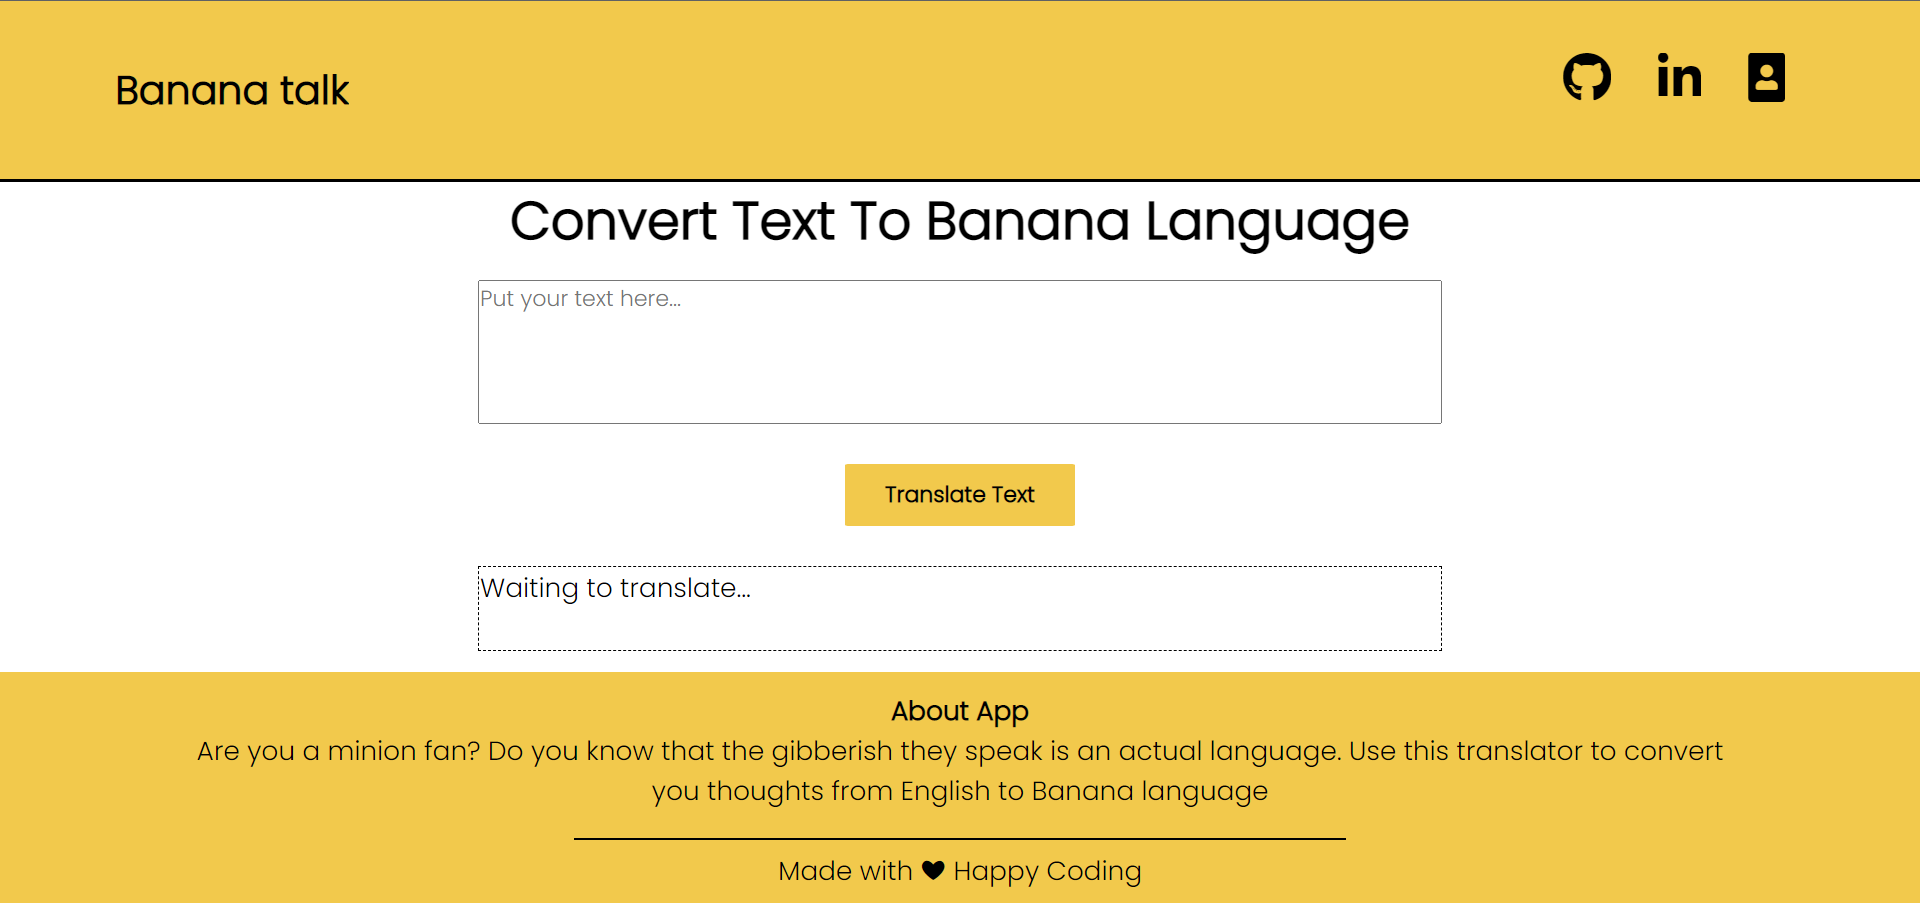 Banana talk
Convert Text To Banana Language
Put your text here...
Translate Text
Waiting to translate...
About App
Are you a minion fan? Do you know that the gibberish they speak is an actual language. Use this translator to convert
you thoughts from English to Banana language
Made with ♥ Happy Coding